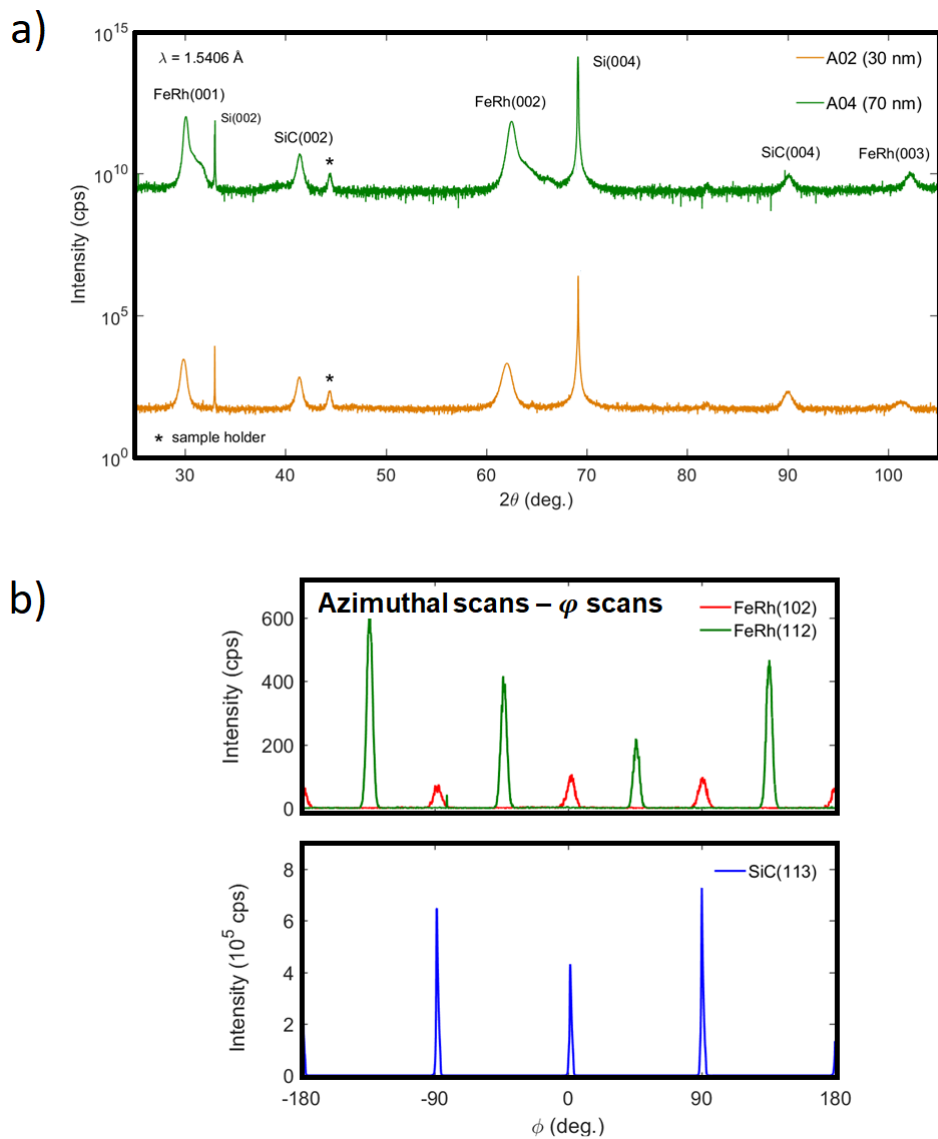 a)
10^15
10^10
10^5
10^0
Intensity (cps)
λ = 1.5406 Å
FeRh(001)
Si(002)
SiC(002)
*
FeRh(002)
Si(004)
A02 (30 nm)
A04 (70 nm)
SiC(004)
FeRh(003)
*
* sample holder
30 40 50 60 70 80 90 100
2θ (deg.)
b)
Azimuthal scans – φ scans
FeRh(102)
FeRh(112)
600
400
200
0
Intensity (cps)
SiC(113)
8
6
4
2
0
Intensity (10^5 cps)
-180 -90 0 90 180
ϕ (deg.)